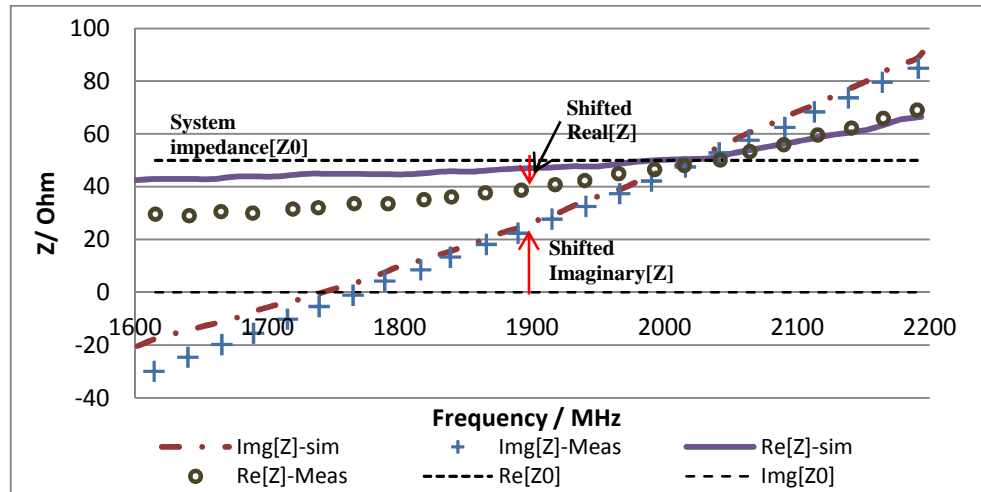 100
80
60
40
20
0
-20
-40
Z/ Ohm
System
impedance[Z0]
Shifted
Real[Z]
Shifted
Imaginary[Z]
1600 1700 1800 1900 2000 2100 2200
Frequency / MHz
Img[Z]-sim Img[Z]-Meas Re[Z]-sim
Re[Z]-Meas Re[Z0] Img[Z0]